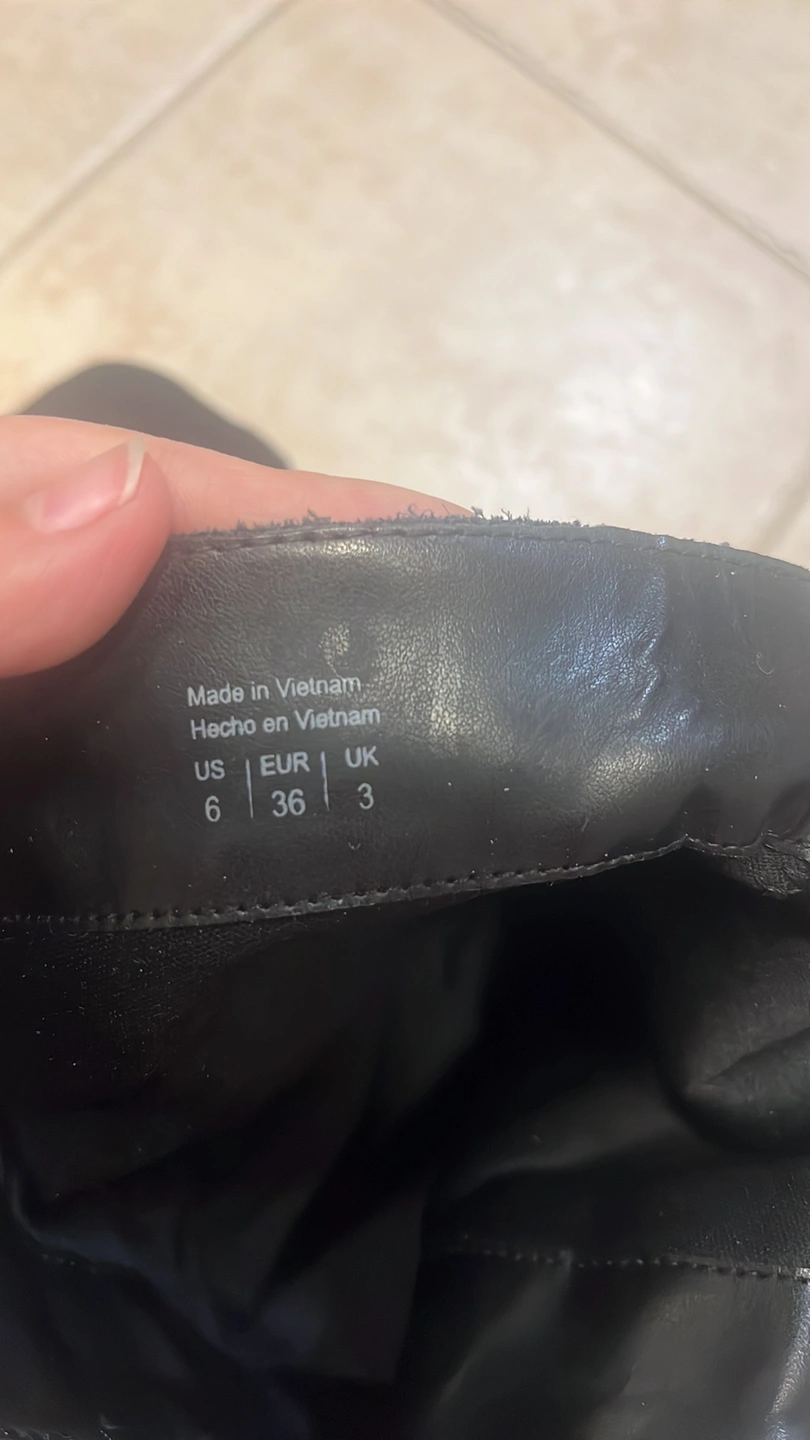 Made in Vietnam
Hecho en Vietnam
US | EUR | UK
6 | 36 | 3